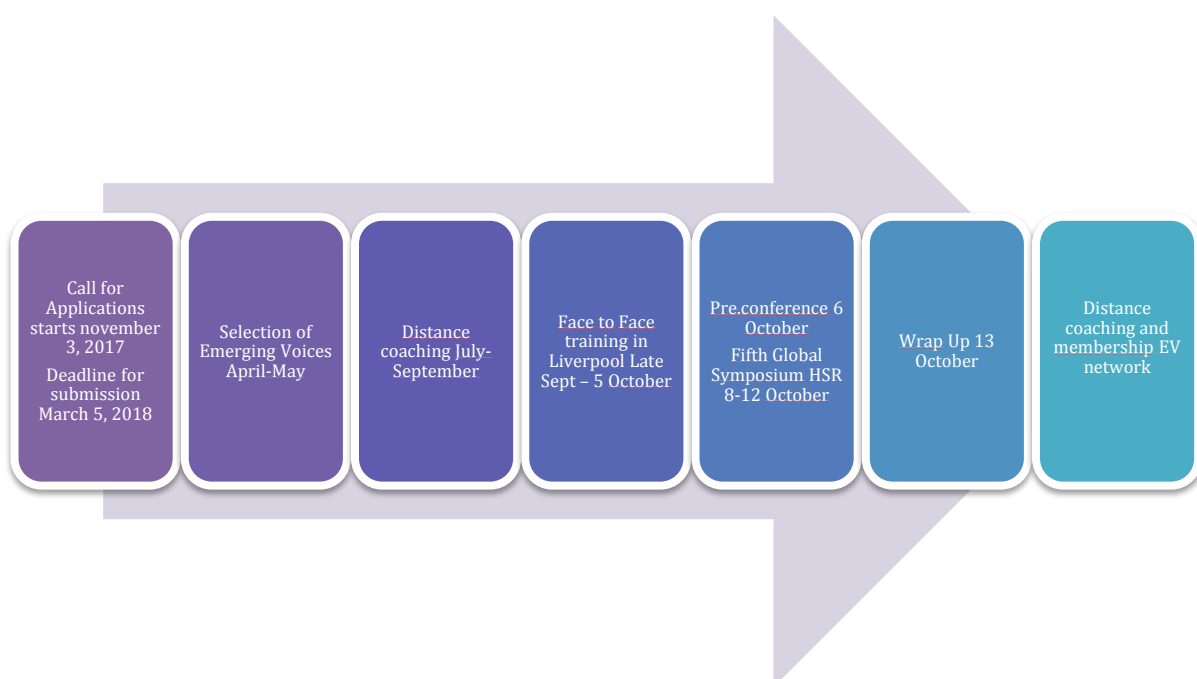 Call for
Applications
starts november
3, 2017
Deadline for
submission
March 5, 2018
Selection of
Emerging Voices
April-May
Distance
coaching July-
September
Face to Face
training in
Liverpool Late
Sept – 5 October
Pre.conference 6
October
Fifth Global
Symposium HSR
8-12 October
Wrap Up 13
October
Distance
coaching and
membership EV
network